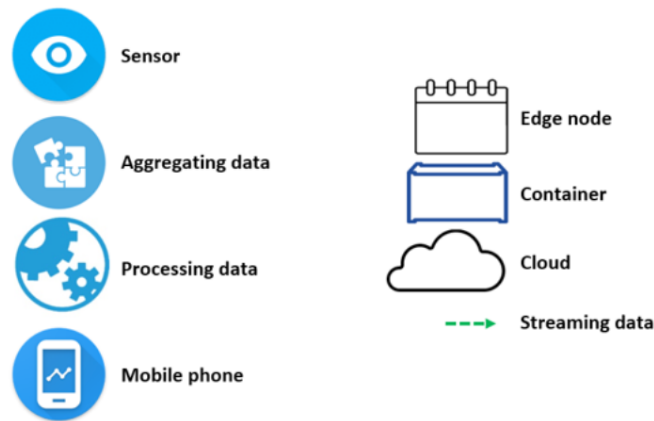 Sensor
Aggregating data
Processing data
Mobile phone
Edge node
Container
Cloud
Streaming data